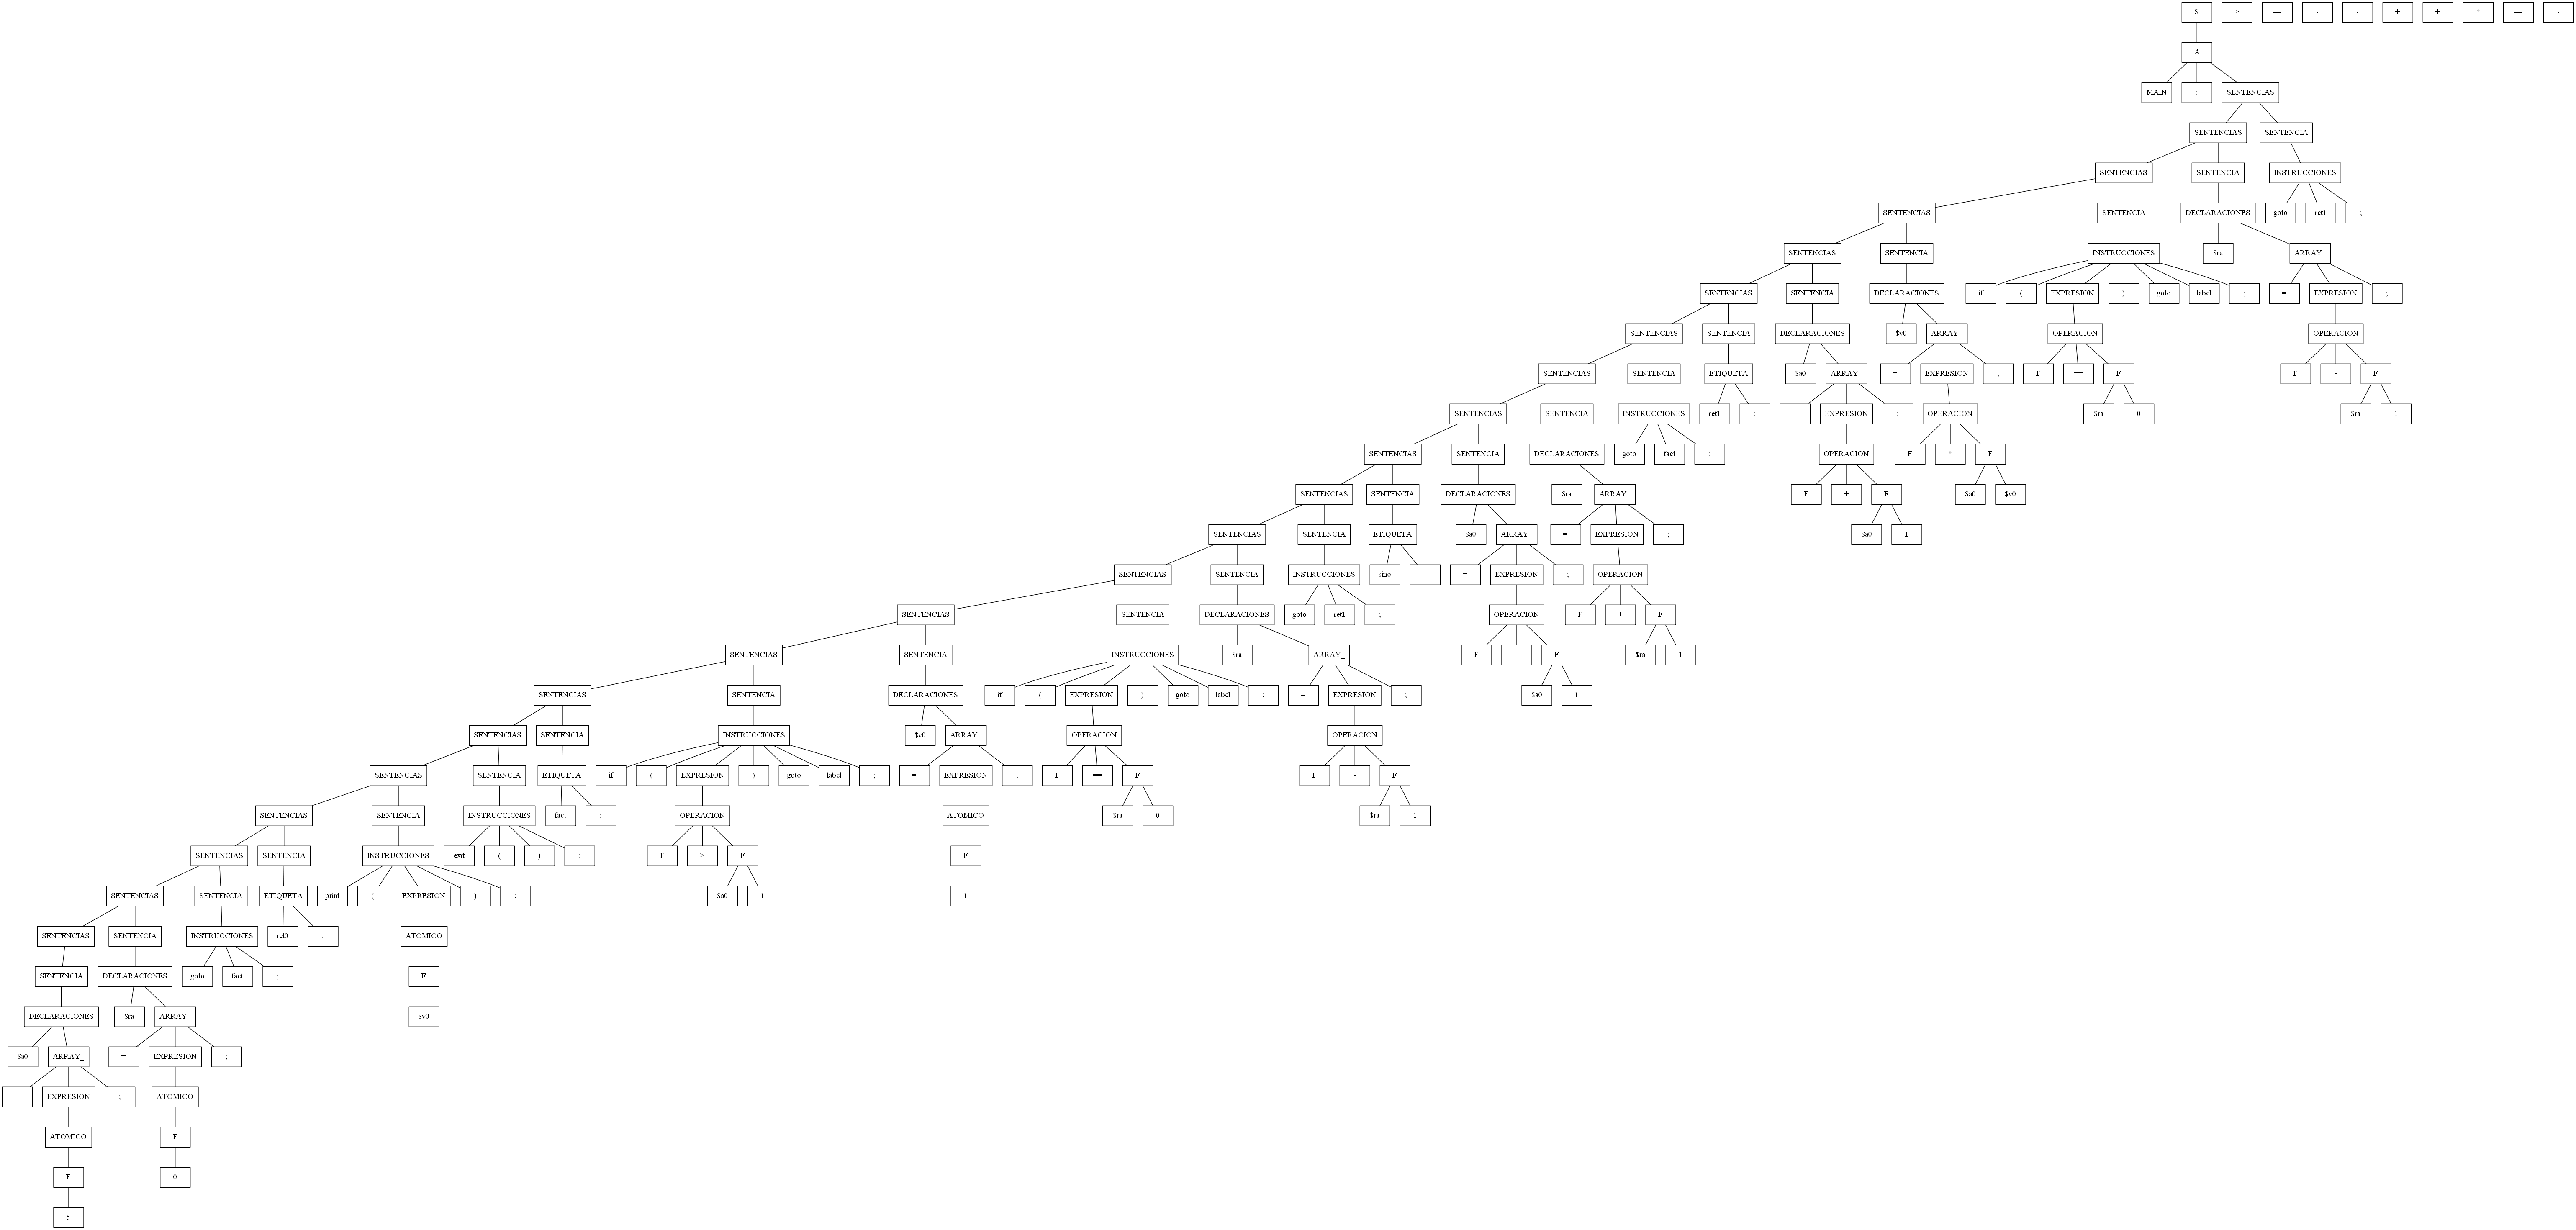 S > == - - + + * == -
A
MAIN : SENTENCIAS
SENTENCIAS SENTENCIA
SENTENCIAS SENTENCIA INSTRUCCIONES
SENTENCIAS SENTENCIA DECLARACIONES goto ret1 ;
SENTENCIAS SENTENCIA INSTRUCCIONES $ra ARRAY_
SENTENCIAS SENTENCIA DECLARACIONES if ( EXPRESION ) goto label ; = EXPRESION ;
SENTENCIAS SENTENCIA DECLARACIONES $v0 ARRAY_ OPERACION OPERACION
SENTENCIAS SENTENCIA ETIQUETA $a0 ARRAY_ = EXPRESION ; F == F F - F
SENTENCIAS SENTENCIA INSTRUCCIONES ret1 : = EXPRESION ; OPERACION $ra 0 $ra 1
SENTENCIAS SENTENCIA DECLARACIONES goto fact ; OPERACION F * F
SENTENCIAS SENTENCIA DECLARACIONES $ra ARRAY_ F + F $a0 $v0
SENTENCIAS SENTENCIA ETIQUETA $a0 ARRAY_ = EXPRESION ; $a0 1
SENTENCIAS SENTENCIA INSTRUCCIONES sino : = EXPRESION ; OPERACION
SENTENCIAS SENTENCIA DECLARACIONES goto ret1 ; OPERACION F + F
SENTENCIAS SENTENCIA INSTRUCCIONES $ra ARRAY_ F - F $ra 1
SENTENCIAS SENTENCIA DECLARACIONES if ( EXPRESION ) goto label ; = EXPRESION ; $a0 1
SENTENCIAS SENTENCIA INSTRUCCIONES $v0 ARRAY_ OPERACION OPERACION
SENTENCIAS SENTENCIA ETIQUETA if ( EXPRESION ) goto label ; = EXPRESION ; F == F F - F
SENTENCIAS SENTENCIA INSTRUCCIONES fact : OPERACION ATOMICO $ra 0 $ra 1
SENTENCIAS SENTENCIA INSTRUCCIONES exit ( ) ; F > F F
SENTENCIAS SENTENCIA ETIQUETA print ( EXPRESION ) ; $a0 1 1
SENTENCIAS SENTENCIA INSTRUCCIONES ret0 : ATOMICO
SENTENCIA DECLARACIONES goto fact ; F
DECLARACIONES $ra ARRAY_ $v0
$a0 ARRAY_ = EXPRESION ;
= EXPRESION ; ATOMICO
ATOMICO F
F 0
5